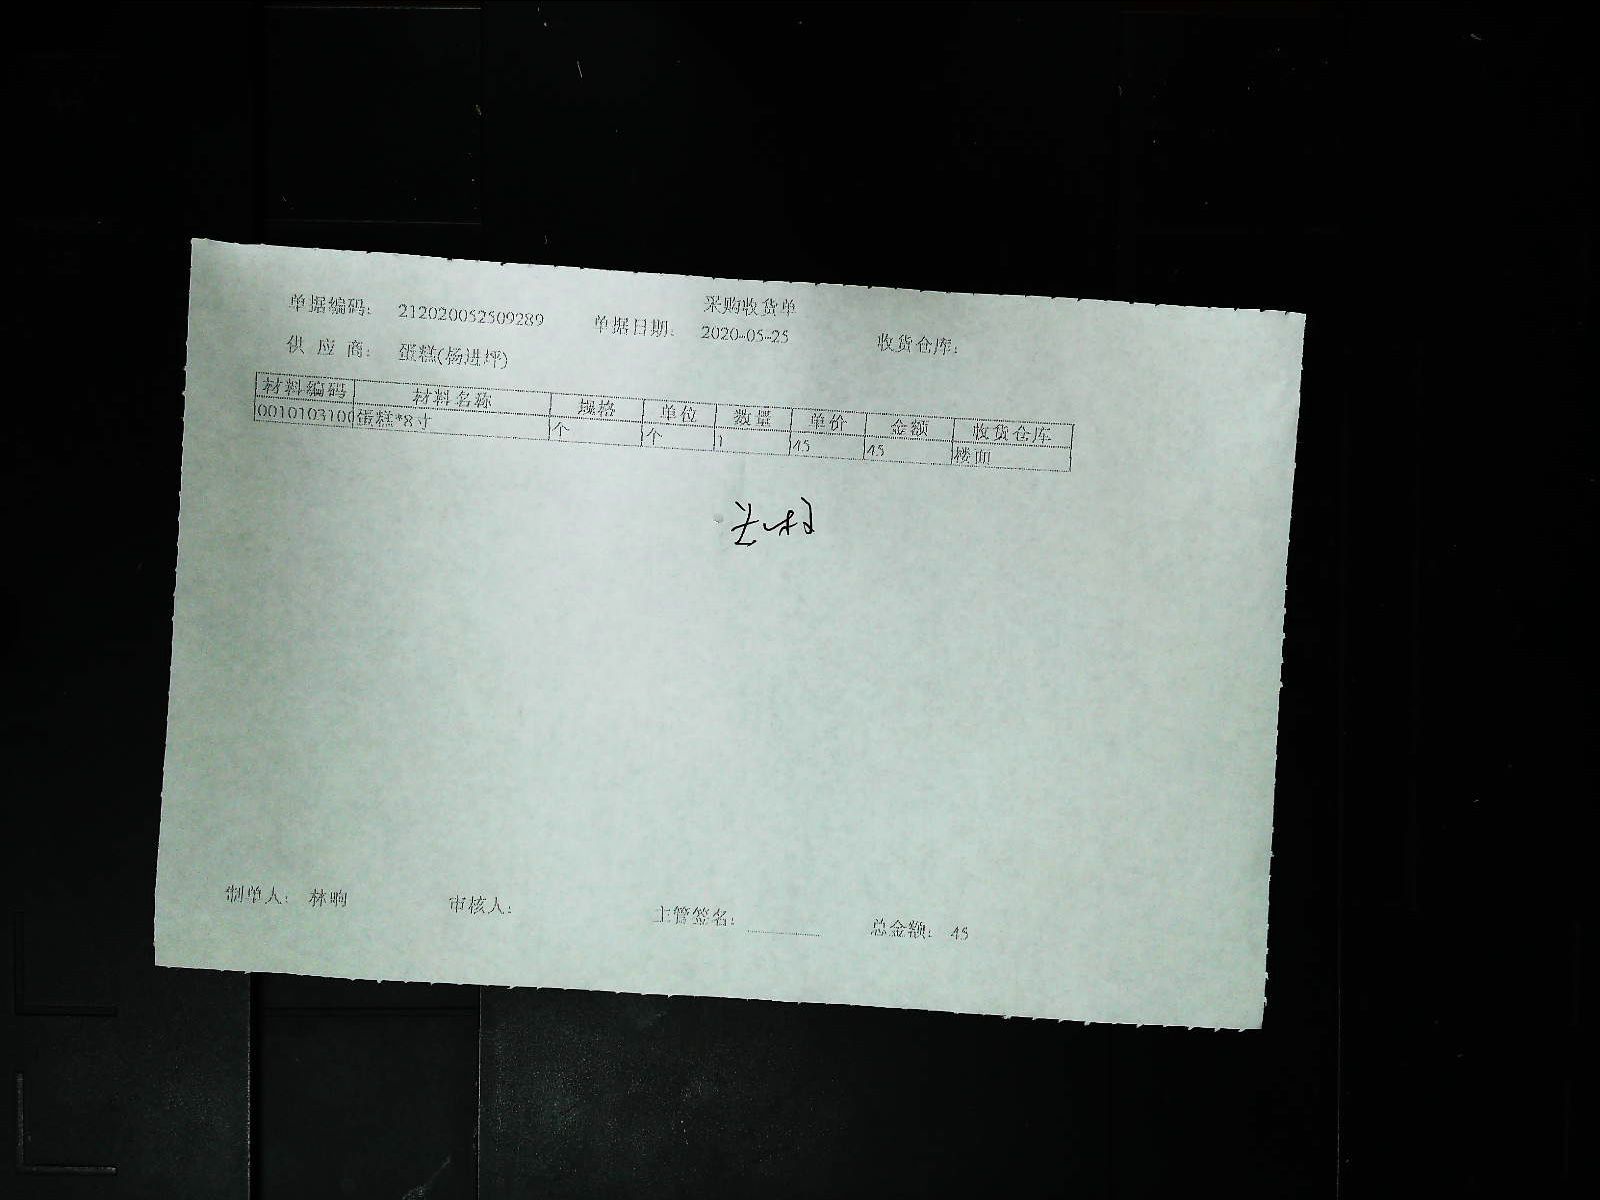 采购收货单
单据编码: 212020052509289 单据日期: 2020-05-25 收货仓库:
供 应 商: 蛋糕(杨进坪)
材料编码 材料名称 规格 单位 数量 单价 金额 收货仓库
0010103100 蛋糕*8寸 个 个 1 45 45 楼面
制单人: 林响 审核人: 主管签名: 总金额: 45